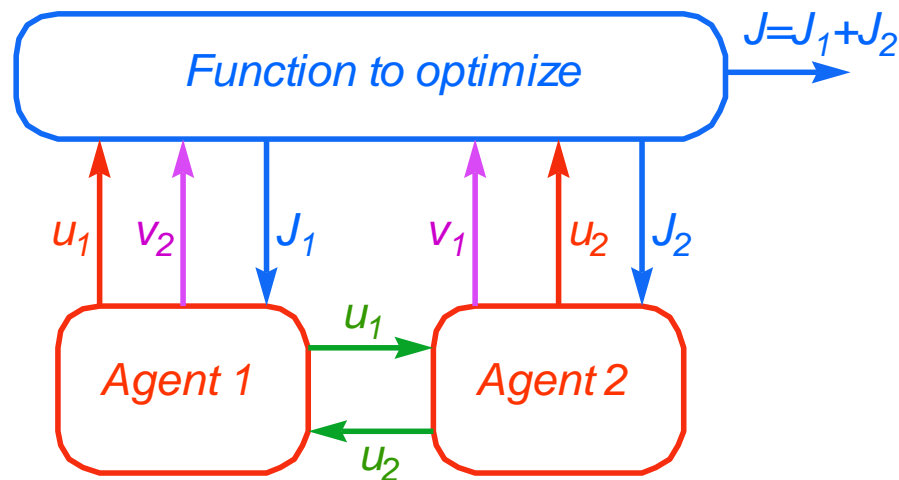 J=J₁+J₂
Function to optimize
u₁
v₂
J₁
v₁
u₂
J₂
u₁
Agent 1
Agent 2
u₂